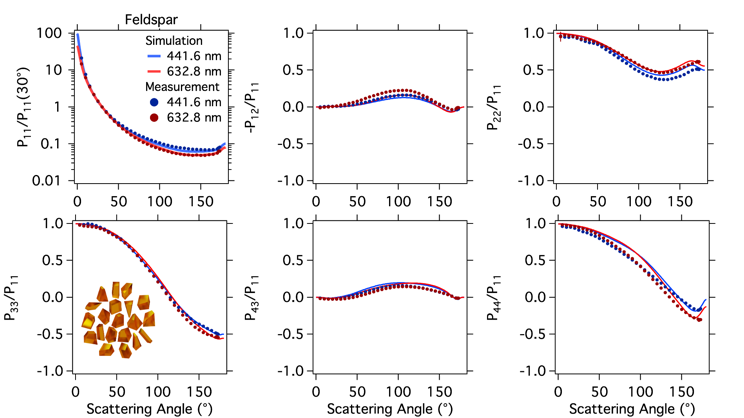 Feldspar
P11/P11(30°)
100
10
1
0.1
0.01
0 50 100 150
Simulation
441.6 nm
632.8 nm
Measurement
441.6 nm
632.8 nm
-P12/P11
1.0
0.5
0.0
-0.5
-1.0
0 50 100 150
P22/P11
1.0
0.5
0.0
-0.5
-1.0
0 50 100 150
P33/P11
1.0
0.5
0.0
-0.5
-1.0
0 50 100 150
Scattering Angle (°)
P43/P11
1.0
0.5
0.0
-0.5
-1.0
0 50 100 150
Scattering Angle (°)
P44/P11
1.0
0.5
0.0
-0.5
-1.0
0 50 100 150
Scattering Angle (°)